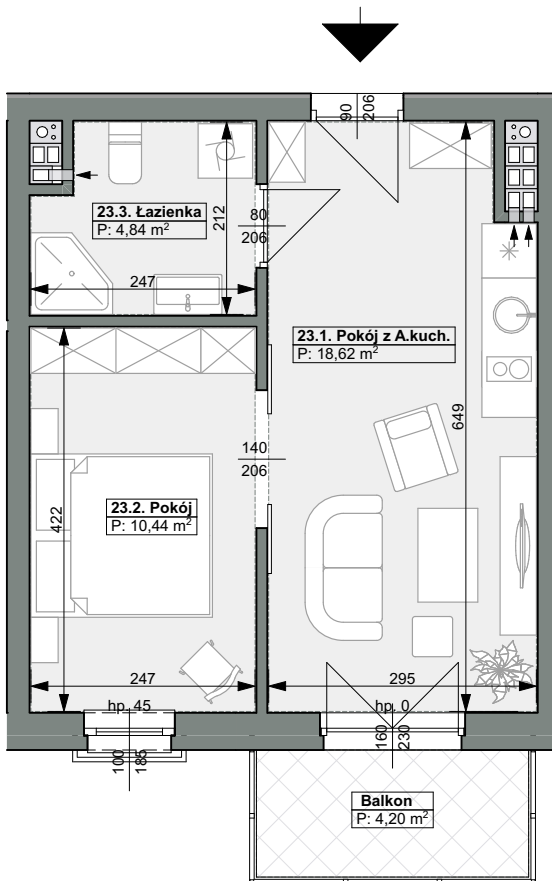 90
206
23.3. Łazienka
P: 4,84 m²
212
80
206
247
23.1. Pokój z A.kuch.
P: 18,62 m²
649
140
206
23.2. Pokój
P: 10,44 m²
422
247
295
hp. 45
hp. 0
100
185
160
230
Balkon
P: 4,20 m²